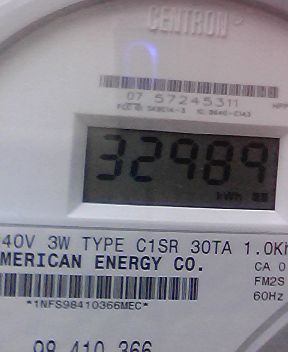 CENTRON
07 57245311
32989
kWh
40V 3W TYPE C1SR 30TA 1.0Kh
MERICAN ENERGY CO.
CA 0
FM2S
60Hz
*1NFS98410366MEC*
98 410 366